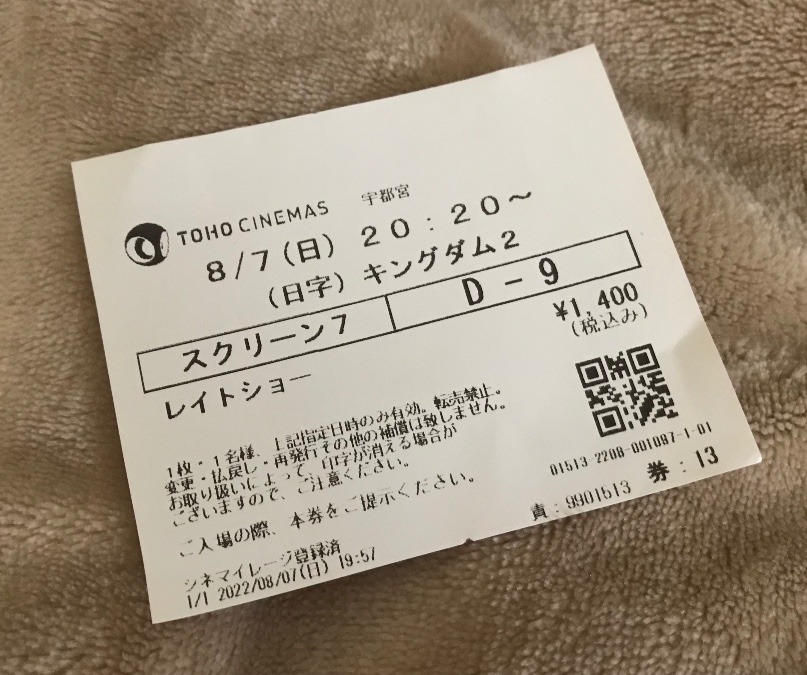 TOHO CINEMAS 宇都宮
8/7(日) 20:20~
(日字) キングダム2
スクリーン7 D-9
¥1,400
(税込み)
レイトショー
1枚・1名様、上記指定日時のみ有効。転売禁止。
変更・払戻し・再発行その他の補償は致しません。
お取り扱いによって、印字が消える場合が
ございますので、ご注意ください。
ご入場の際、本券をご提示ください。
01513-2208-001087-1-01
責:9901513 券:13
シネマイレージ登録済
1/1 2022/08/07(日) 19:57